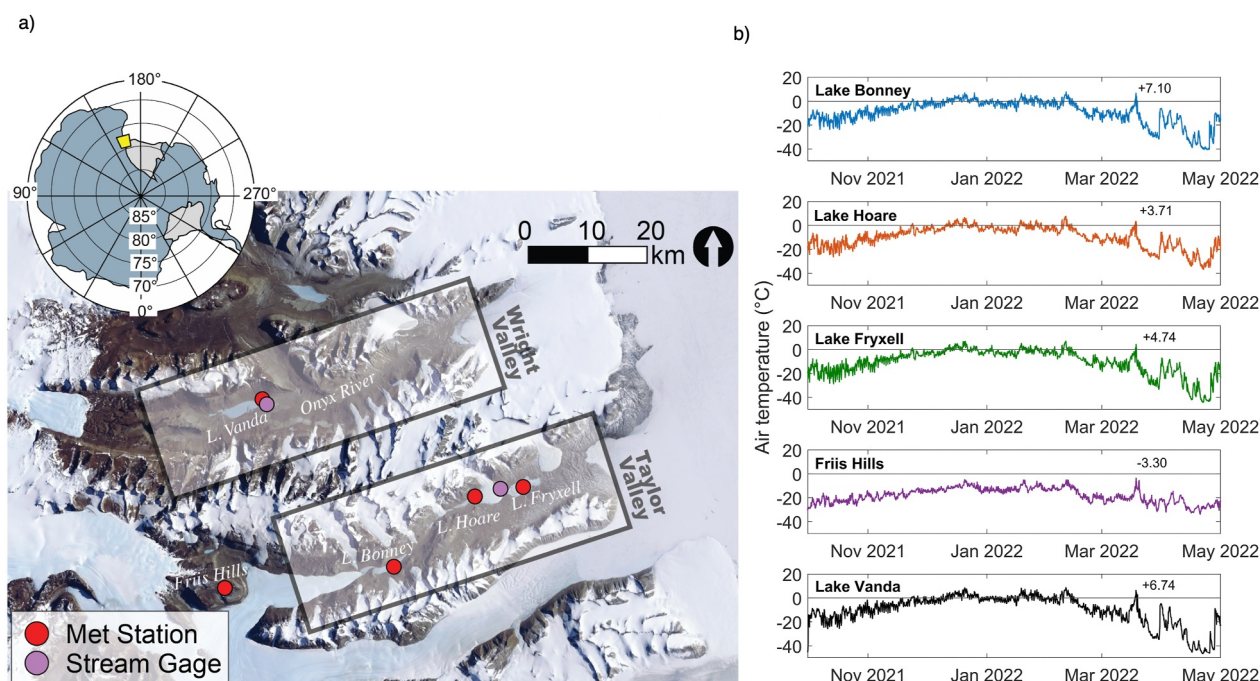 a)
180°
90°
270°
85°
80°
75°
70°
0°
0 10 20
km
Wright
Valley
Onyx River
L. Vanda
Taylor
Valley
L. Fryxell
L. Hoare
L. Bonney
Friis Hills
Met Station
Stream Gage
b)
Air temperature (°C)
20
0
-20
-40
Lake Bonney
+7.10
Nov 2021 Jan 2022 Mar 2022 May 2022
20
0
-20
-40
Lake Hoare
+3.71
Nov 2021 Jan 2022 Mar 2022 May 2022
20
0
-20
-40
Lake Fryxell
+4.74
Nov 2021 Jan 2022 Mar 2022 May 2022
20
0
-20
-40
Friis Hills
-3.30
Nov 2021 Jan 2022 Mar 2022 May 2022
20
0
-20
-40
Lake Vanda
+6.74
Nov 2021 Jan 2022 Mar 2022 May 2022